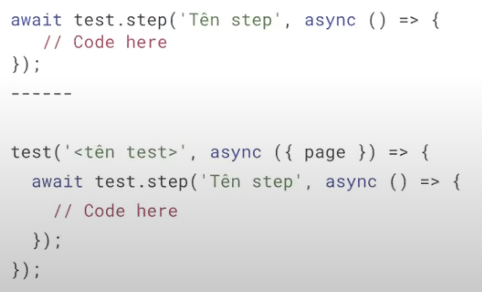 await test.step('Tên step', async () => {
// Code here
});
------
test('<tên test>', async ({ page }) => {
await test.step('Tên step', async () => {
// Code here
});
});